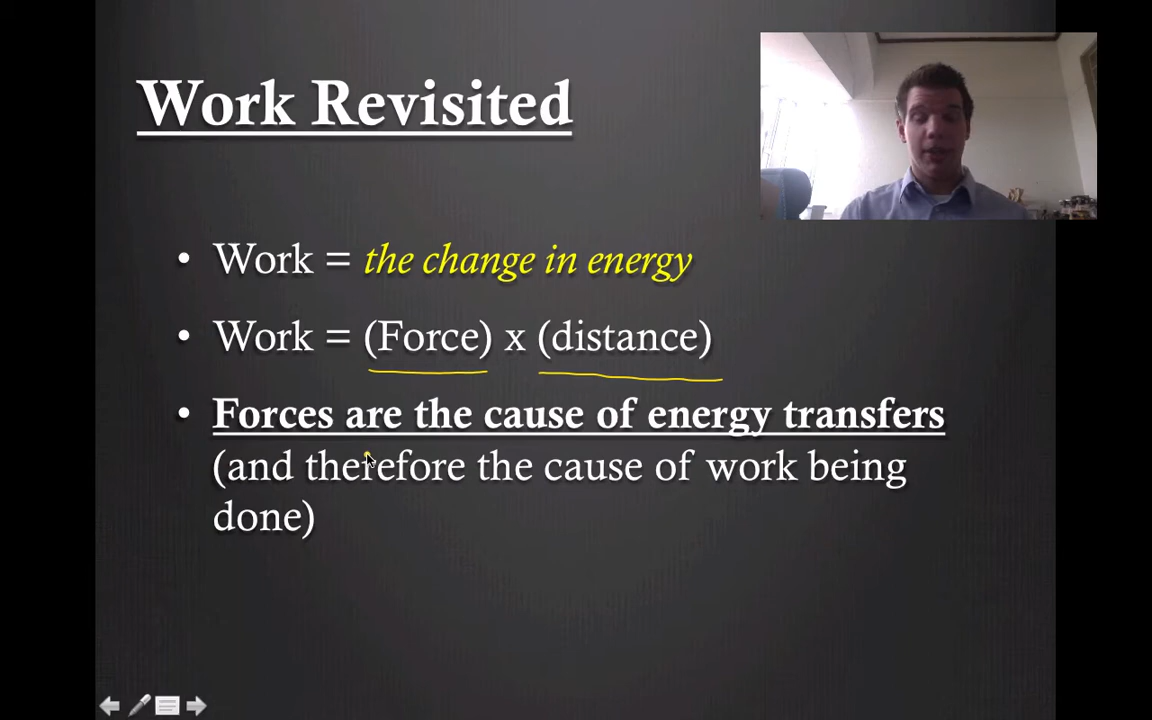 Work Revisited
• Work = the change in energy
• Work = (Force) x (distance)
• Forces are the cause of energy transfers
(and therefore the cause of work being
done)